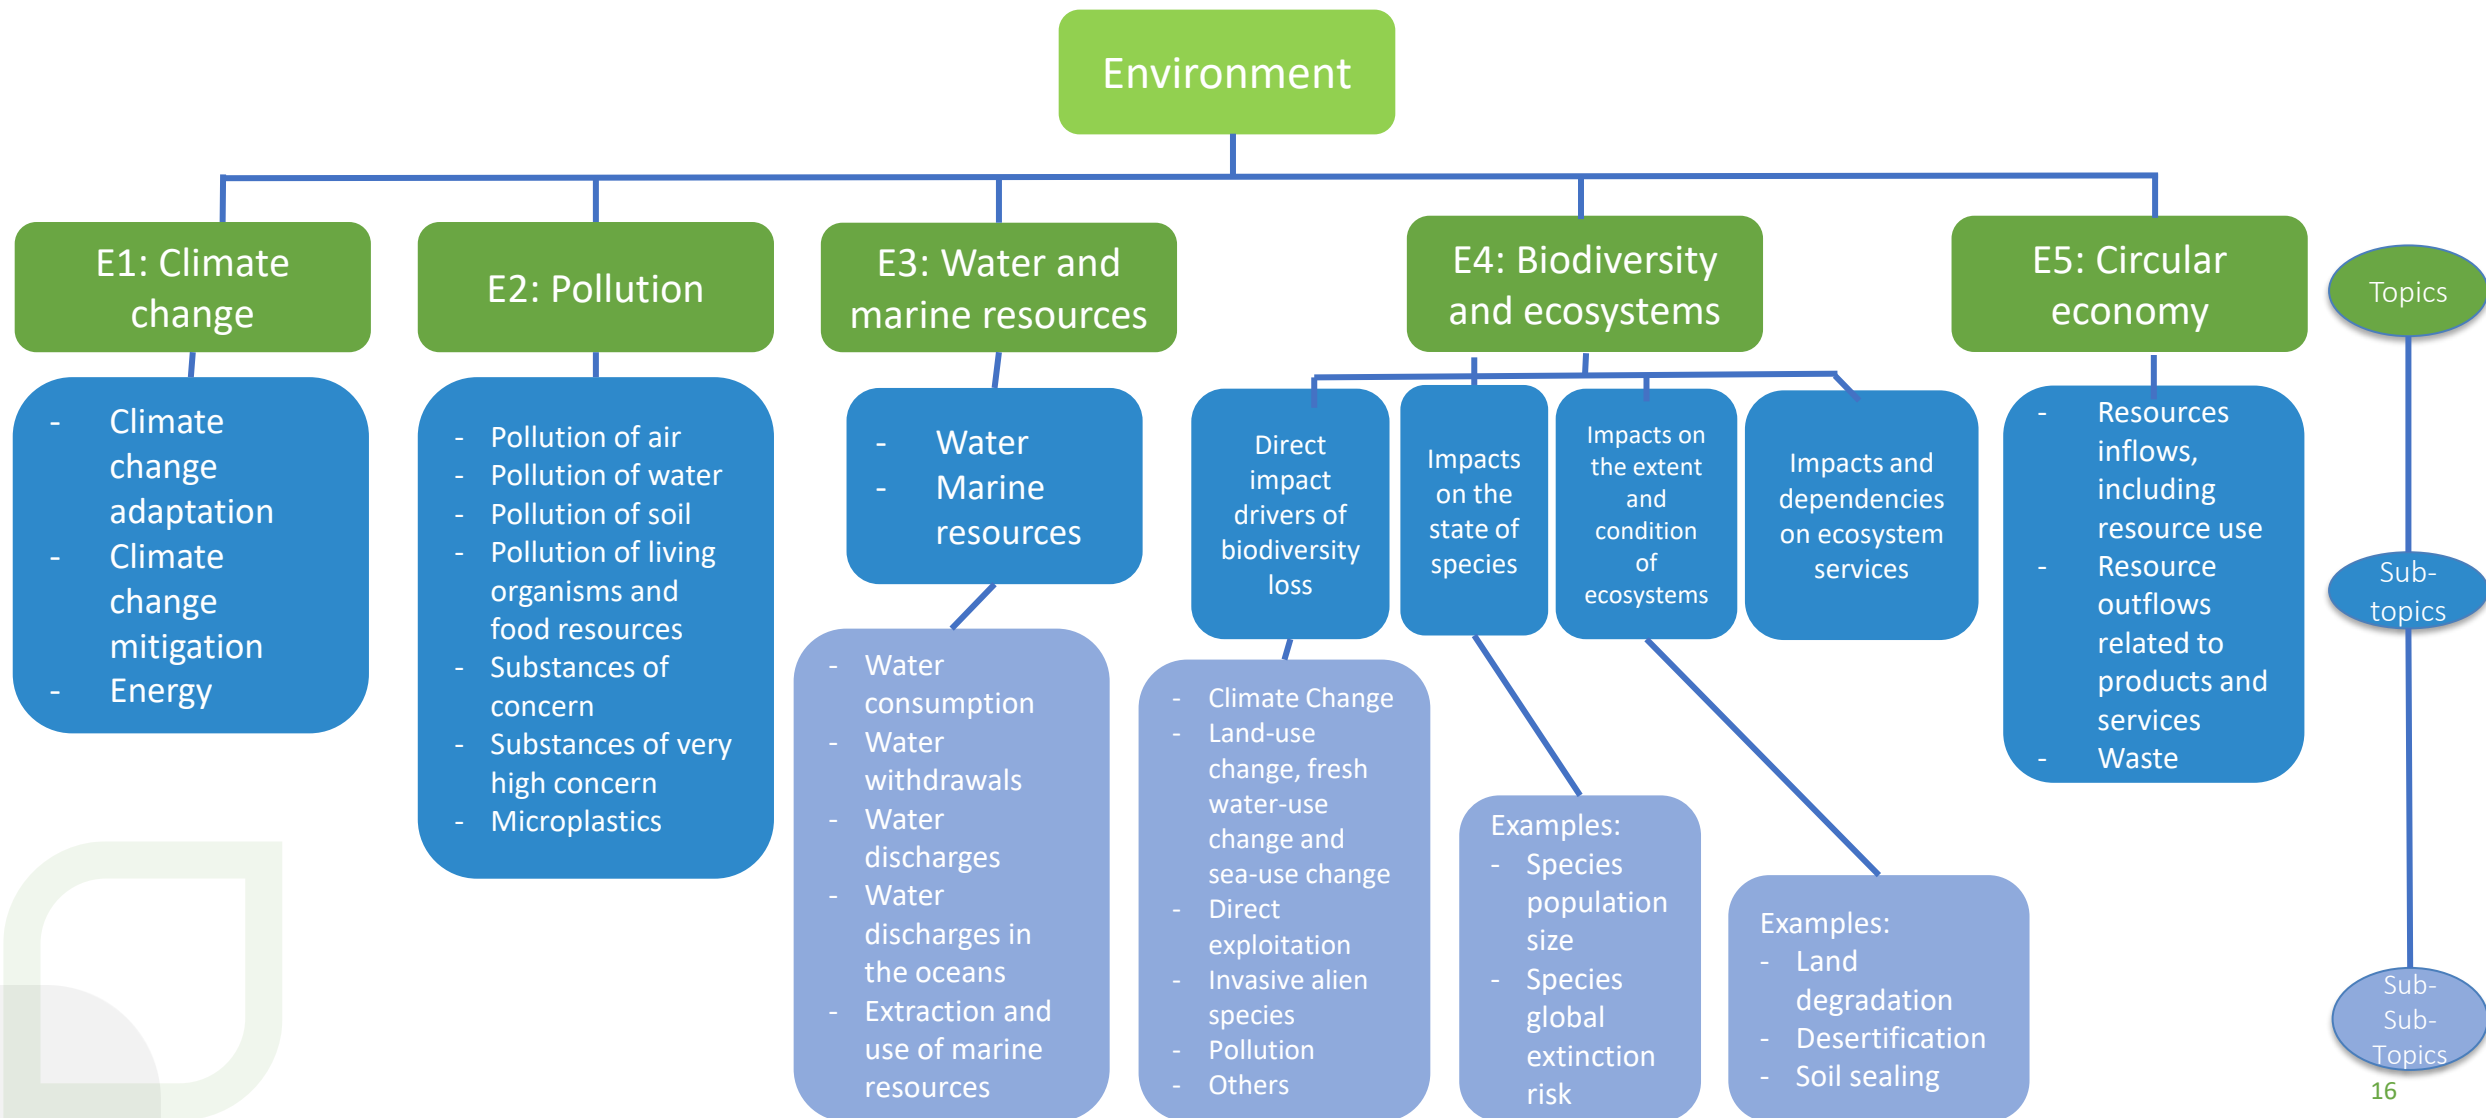 Environment
E1: Climate
change
E2: Pollution
E3: Water and
marine resources
E4: Biodiversity
and ecosystems
E5: Circular
economy
Topics
- Climate
change
adaptation
- Climate
change
mitigation
- Energy
- Pollution of air
- Pollution of water
- Pollution of soil
- Pollution of living
organisms and
food resources
- Substances of
concern
- Substances of very
high concern
- Microplastics
- Water
- Marine
resources
Direct
impact
drivers of
biodiversity
loss
Impacts
on the
state of
species
Impacts on
the extent
and
condition
of
ecosystems
Impacts and
dependencies
on ecosystem
services
- Resources
inflows,
including
resource use
- Resource
outflows
related to
products and
services
- Waste
Sub-
topics
- Water
consumption
- Water
withdrawals
- Water
discharges
- Water
discharges in
the oceans
- Extraction and
use of marine
resources
- Climate Change
- Land-use
change, fresh
water-use
change and
sea-use change
- Direct
exploitation
- Invasive alien
species
- Pollution
- Others
Examples:
- Species
population
size
- Species
global
extinction
risk
Examples:
- Land
degradation
- Desertification
- Soil sealing
Sub-
Sub-
Topics
16